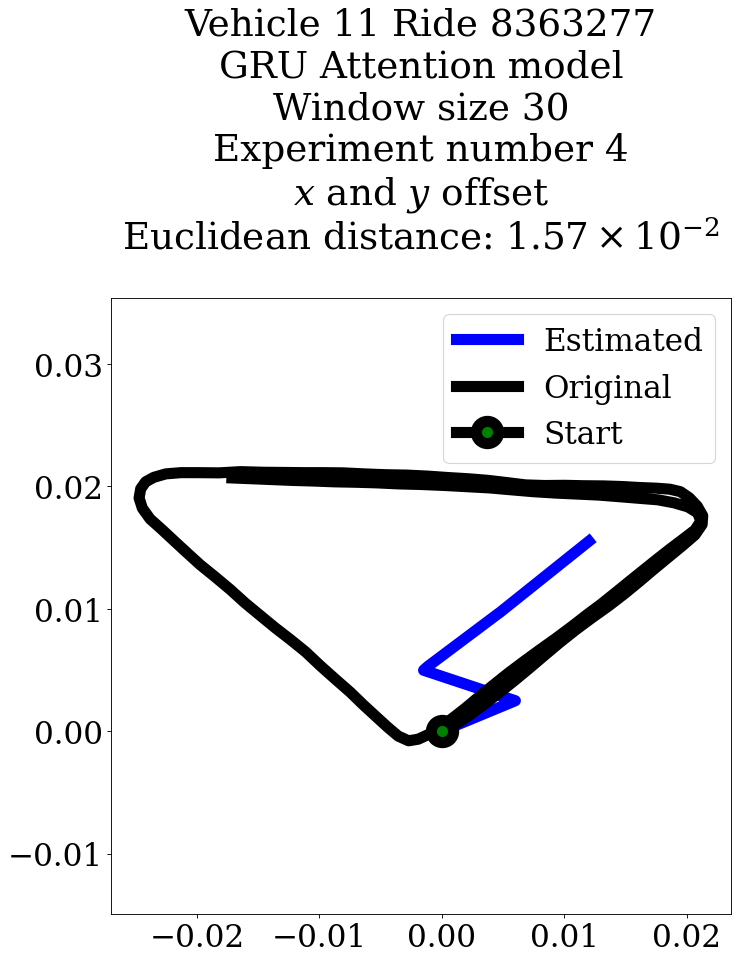 Vehicle 11 Ride 8363277
GRU Attention model
Window size 30
Experiment number 4
x and y offset
Euclidean distance: 1.57 × 10⁻²
Estimated
Original
Start
0.03
0.02
0.01
0.00
−0.01
−0.02 −0.01 0.00 0.01 0.02